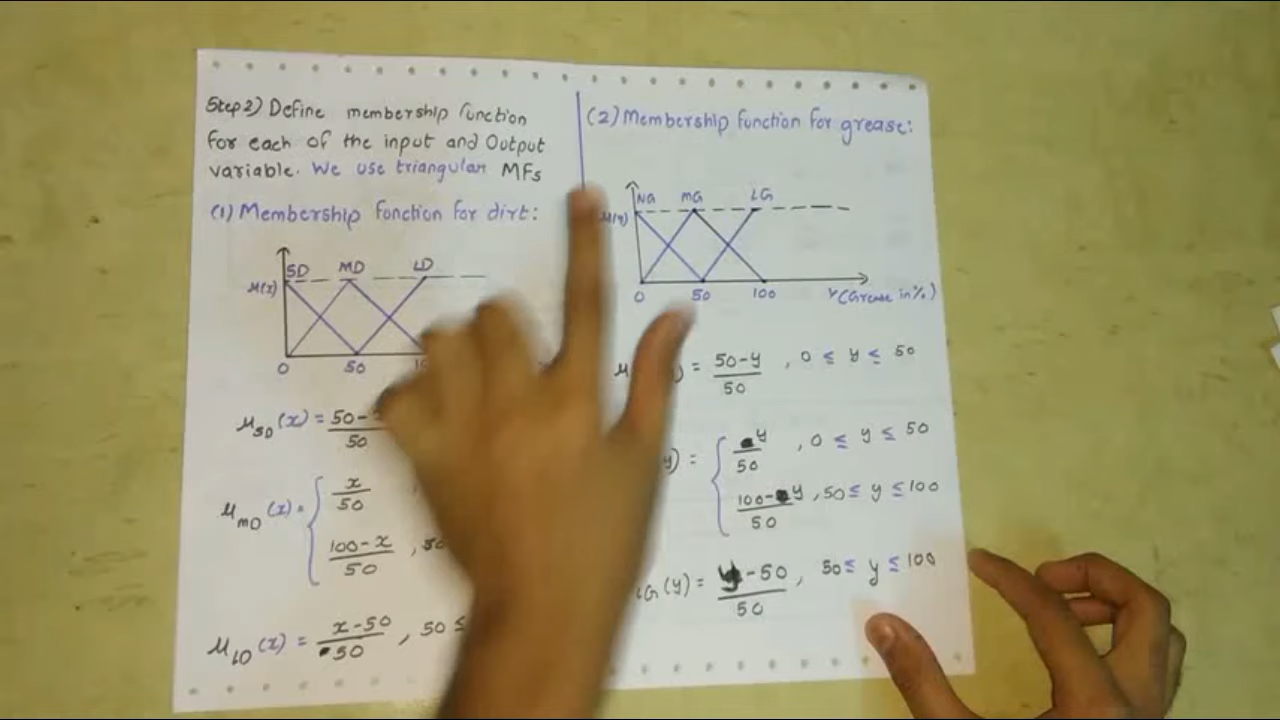 Step 2) Define membership function
for each of the input and Output
variable. We use triangular MFs
(1) Membership function for dirt:
SD MD LD
μ(x)
0 50
μSD (x) = 50-
50
μMD (x) =
x
50
100-x
50
μLD (x) = x-50 , 50 ≤
50
(2) Membership function for grease:
NG MG LG
μ(y)
0 50 100 y (Grease in %)
= 50-y , 0 ≤ y ≤ 50
50
y) =
y , 0 ≤ y ≤ 50
50
100-y , 50 ≤ y ≤ 100
50
LG (y) = y-50 , 50 ≤ y ≤ 100
50